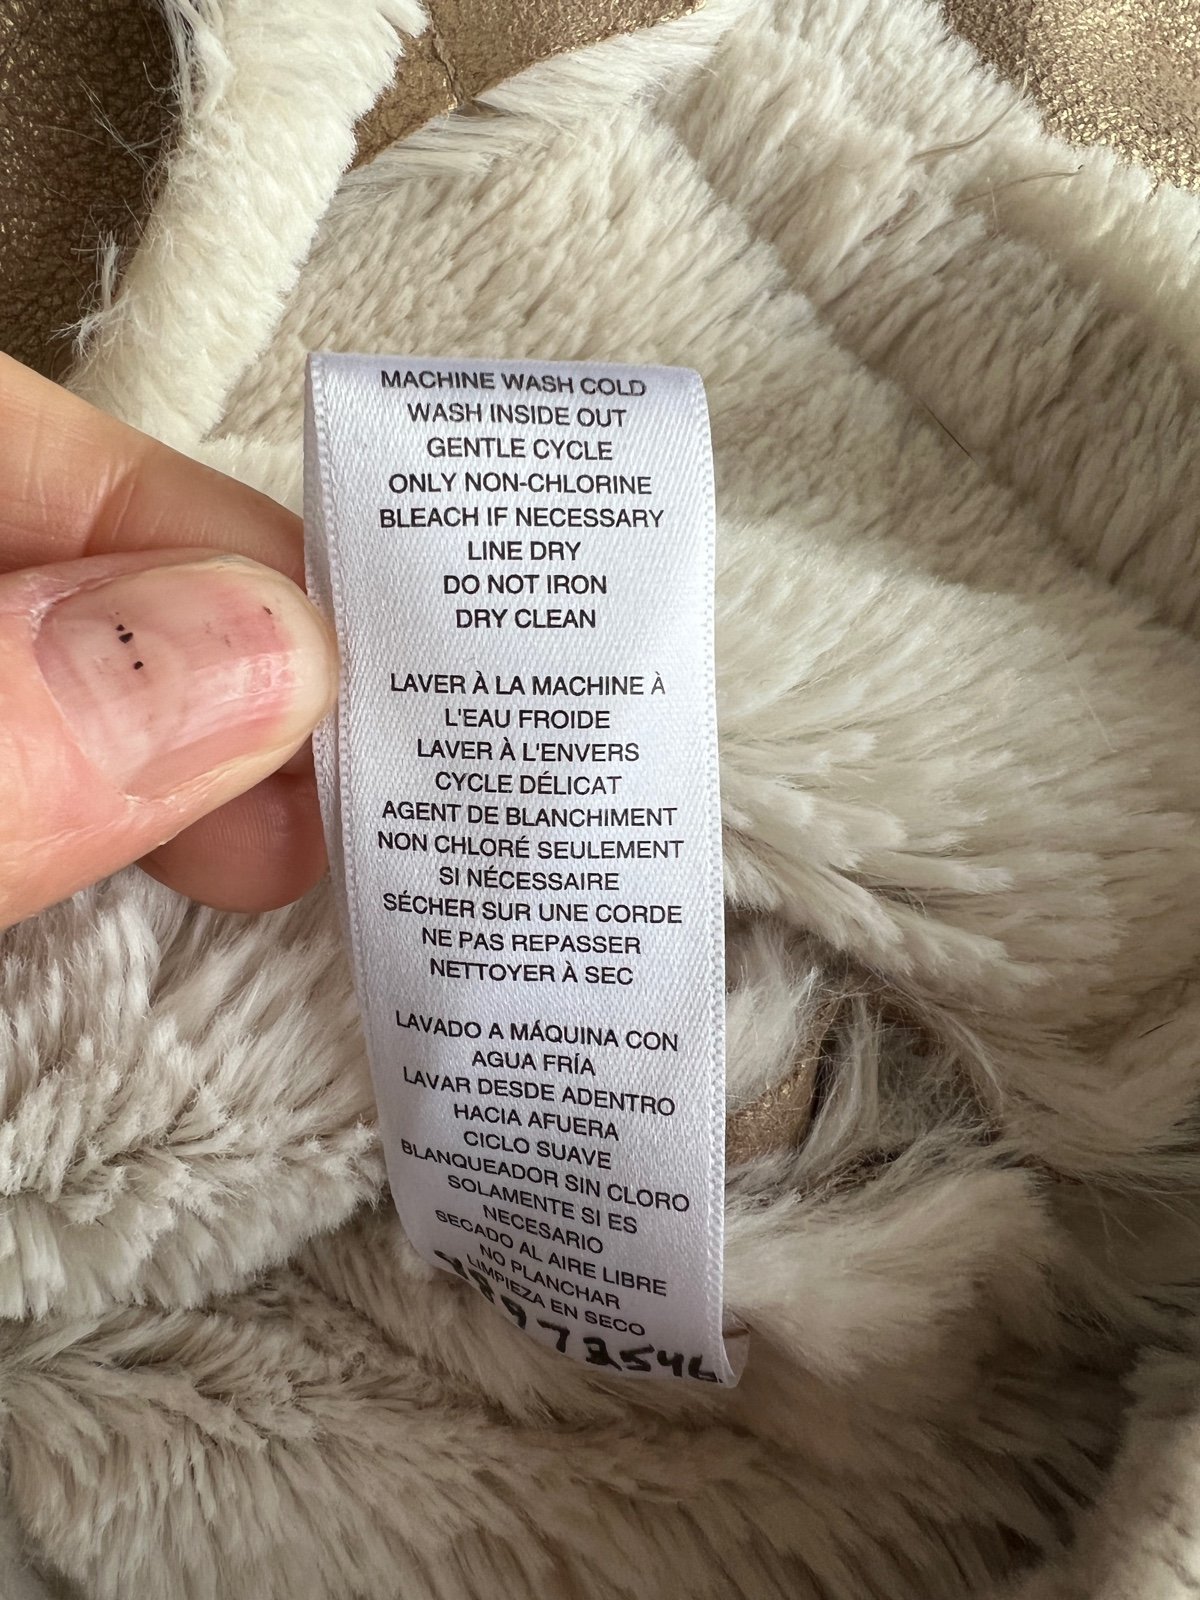 MACHINE WASH COLD
WASH INSIDE OUT
GENTLE CYCLE
ONLY NON-CHLORINE
BLEACH IF NECESSARY
LINE DRY
DO NOT IRON
DRY CLEAN
LAVER À LA MACHINE À
L'EAU FROIDE
LAVER À L'ENVERS
CYCLE DÉLICAT
AGENT DE BLANCHIMENT
NON CHLORÉ SEULEMENT
SI NÉCESSAIRE
SÉCHER SUR UNE CORDE
NE PAS REPASSER
NETTOYER À SEC
LAVADO A MÁQUINA CON
AGUA FRÍA
LAVAR DESDE ADENTRO
HACIA AFUERA
CICLO SUAVE
BLANQUEADOR SIN CLORO
SOLAMENTE SI ES
NECESARIO
SECADO AL AIRE LIBRE
NO PLANCHAR
LIMPIEZA EN SECO